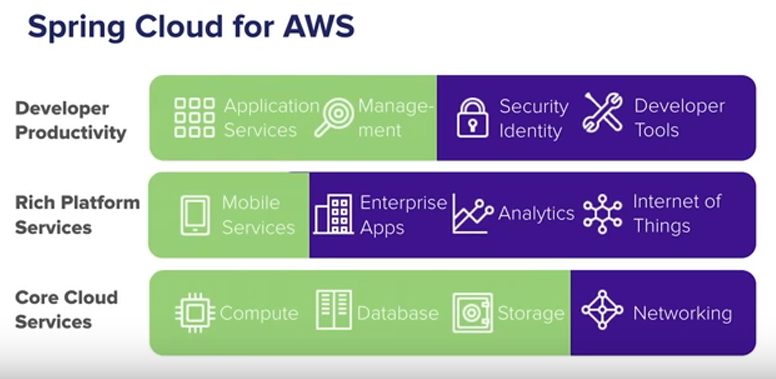 Spring Cloud for AWS
Developer
Productivity
Application
Services
Manage-
ment
Security
Identity
Developer
Tools
Rich Platform
Services
Mobile
Services
Enterprise
Apps
Analytics
Internet of
Things
Core Cloud
Services
Compute
Database
Storage
Networking